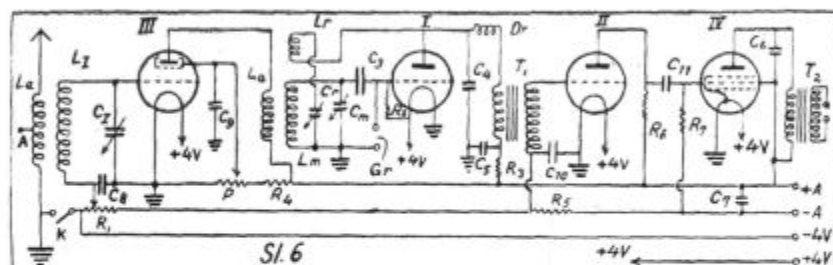 III Lr I Dr II IV
La LI La C3 C4 T1 C11 C6 T2
CI C9 Cr Cm R2 R6 R7
A +4V Lm Gr +4V C5 R3 C10 +4V
C8 P R4 +A
K R1 R5 C7 -A
-4V
Sl. 6 +4V +4V